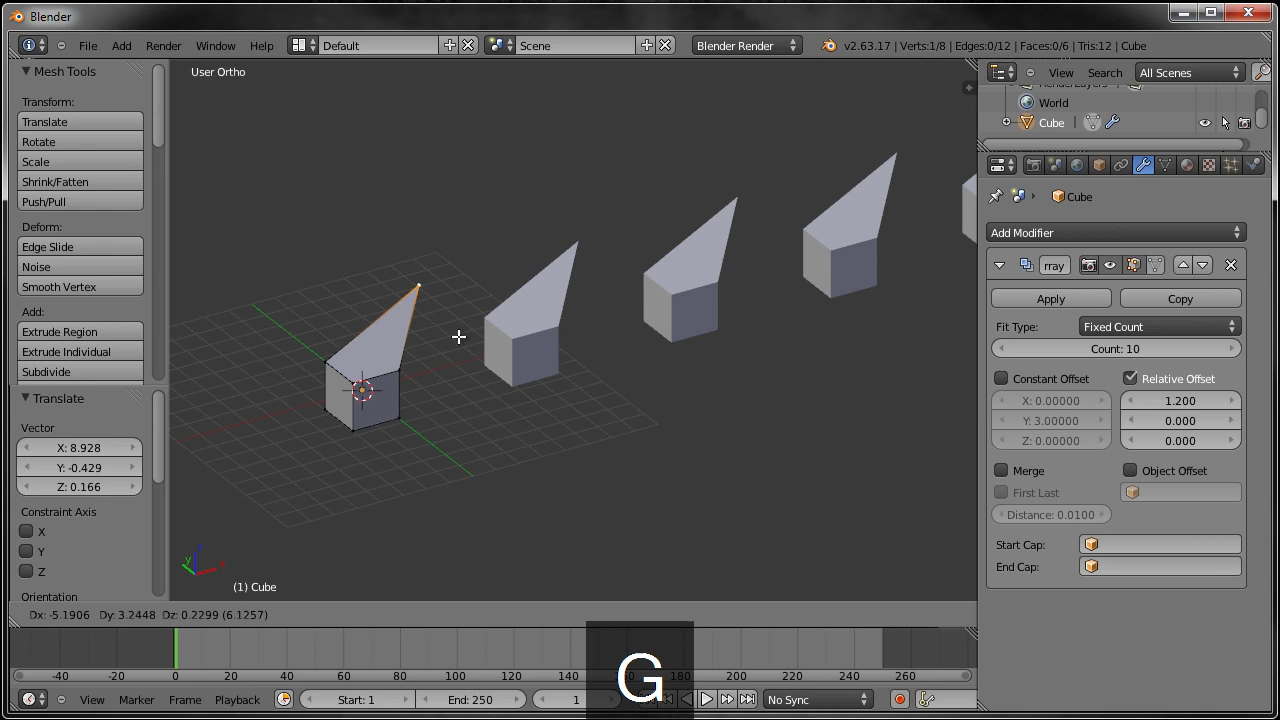 Blender
File Add Render Window Help Default Scene Blender Render v2.63.17 | Verts:1/8 | Edges:0/12 | Faces:0/6 | Tris:12 | Cube
Mesh Tools
Transform:
Translate
Rotate
Scale
Shrink/Fatten
Push/Pull
Deform:
Edge Slide
Noise
Smooth Vertex
Add:
Extrude Region
Extrude Individual
Subdivide
Translate
Vector
X: 8.928
Y: -0.429
Z: 0.166
Constraint Axis
X
Y
Z
Orientation
User Ortho
z
y
x
(1) Cube
Dx: -5.1906 Dy: 3.2448 Dz: 0.2299 (6.1257)
View Search All Scenes
RenderLayers
World
Cube
Cube
Add Modifier
rray
Apply Copy
Fit Type: Fixed Count
Count: 10
Constant Offset Relative Offset
X: 0.00000 1.200
Y: 3.00000 0.000
Z: 0.00000 0.000
Merge Object Offset
First Last
Distance: 0.0100
Start Cap:
End Cap:
G
-40 -20 0 20 40 60 80 100 120 140 180 200 220 240 260
View Marker Frame Playback Start: 1 End: 250 1 No Sync